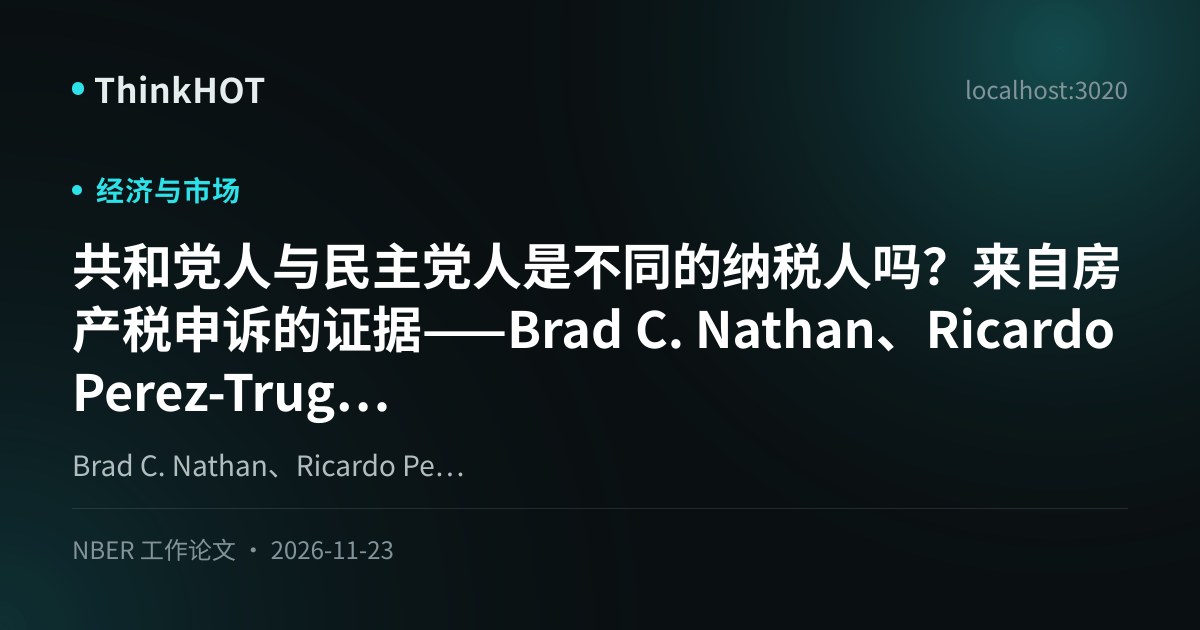 ThinkHOT
localhost:3020
经济与市场
共和党人与民主党人是不同的纳税人吗？来自房
产税申诉的证据——Brad C. Nathan、Ricardo
Perez-Trug…
Brad C. Nathan、Ricardo Pe…
NBER 工作论文 · 2026-11-23